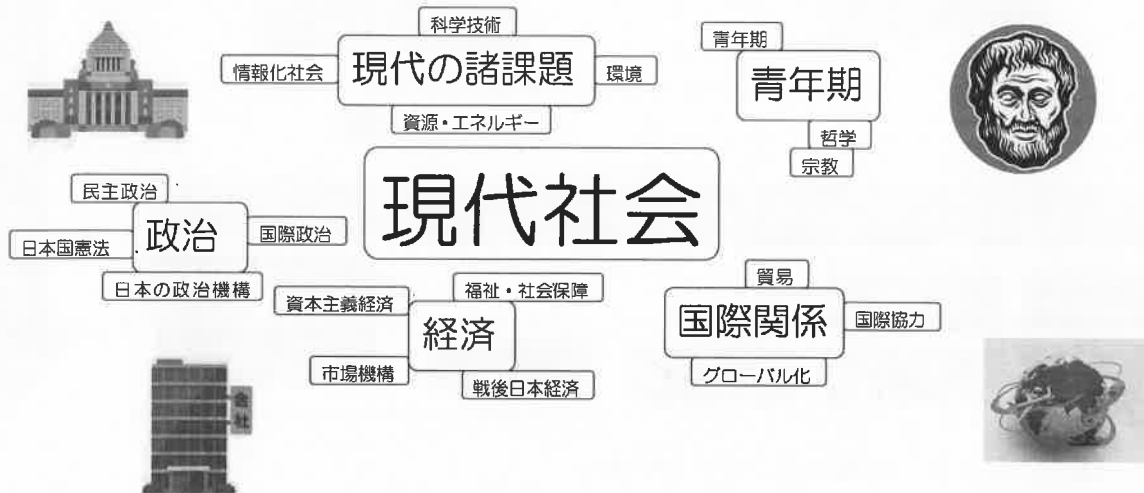 科学技術
情報化社会
現代の諸課題
環境
資源・エネルギー
青年期
青年期
哲学
宗教
現代社会
民主政治
日本国憲法
政治
国際政治
日本の政治機構
福祉・社会保障
資本主義経済
経済
市場機構
戦後日本経済
貿易
国際関係
国際協力
グローバル化
会社